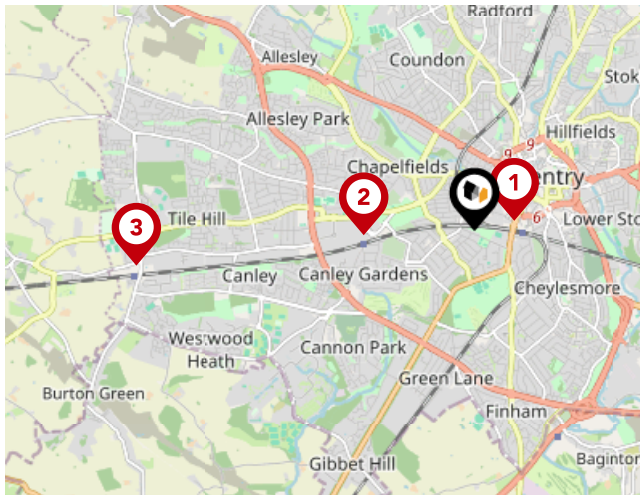 Radford
Allesley
Coundon
Stok
Allesley Park
Hillfields
9
9
Chapelfields
1
entry
2
Tile Hill
6
Lower Sto
3
Canley
Canley Gardens
Cheylesmore
Westwood
Heath
Cannon Park
Green Lane
Burton Green
Finham
Gibbet Hill
Baginton